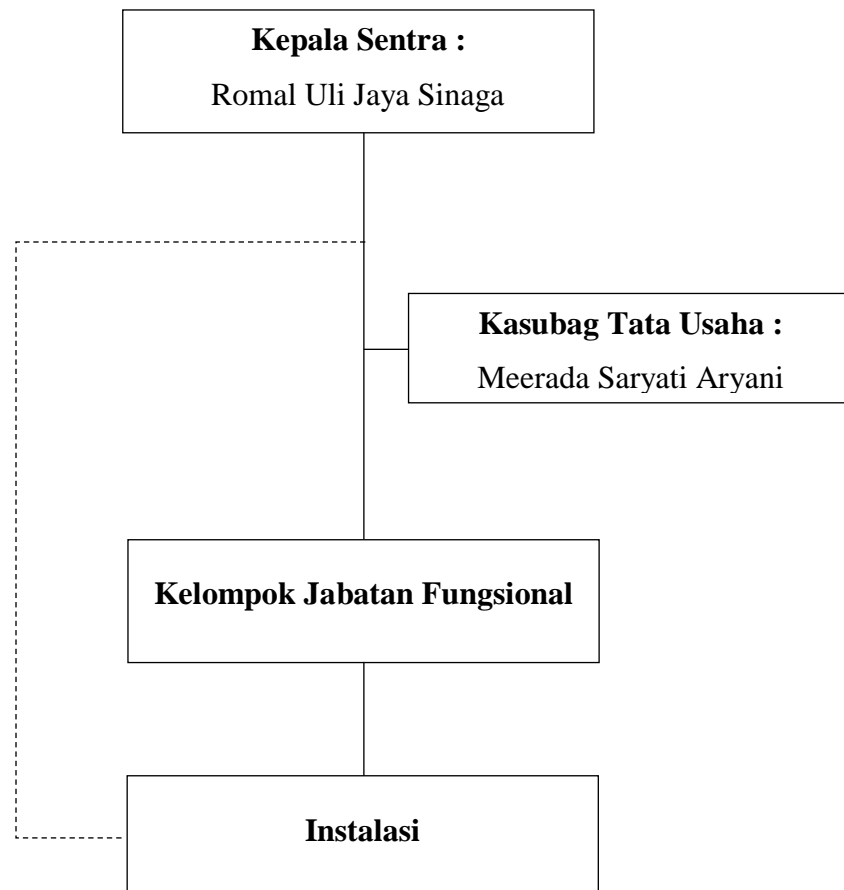 Kepala Sentra :
Romal Uli Jaya Sinaga
Kasubag Tata Usaha :
Meerada Saryati Aryani
Kelompok Jabatan Fungsional
Instalasi